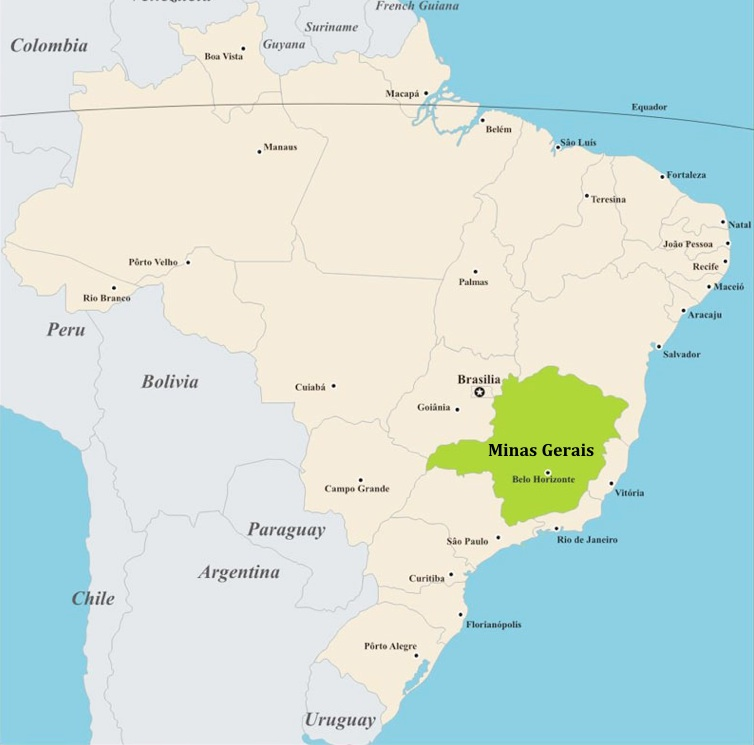 French Guiana
Suriname
Colombia
Guyana
Boa Vista
Macapá
Equador
Belém
São Luís
Manaus
Fortaleza
Teresina
Natal
João Pessoa
Pôrto Velho
Recife
Palmas
Maceió
Rio Branco
Aracaju
Peru
Salvador
Bolivia
Brasilia
Cuiabá
Goiânia
Minas Gerais
Belo Horizonte
Campo Grande
Vitória
Paraguay
São Paulo
Rio de Janeiro
Argentina
Curitiba
Chile
Florianópolis
Pôrto Alegre
Uruguay